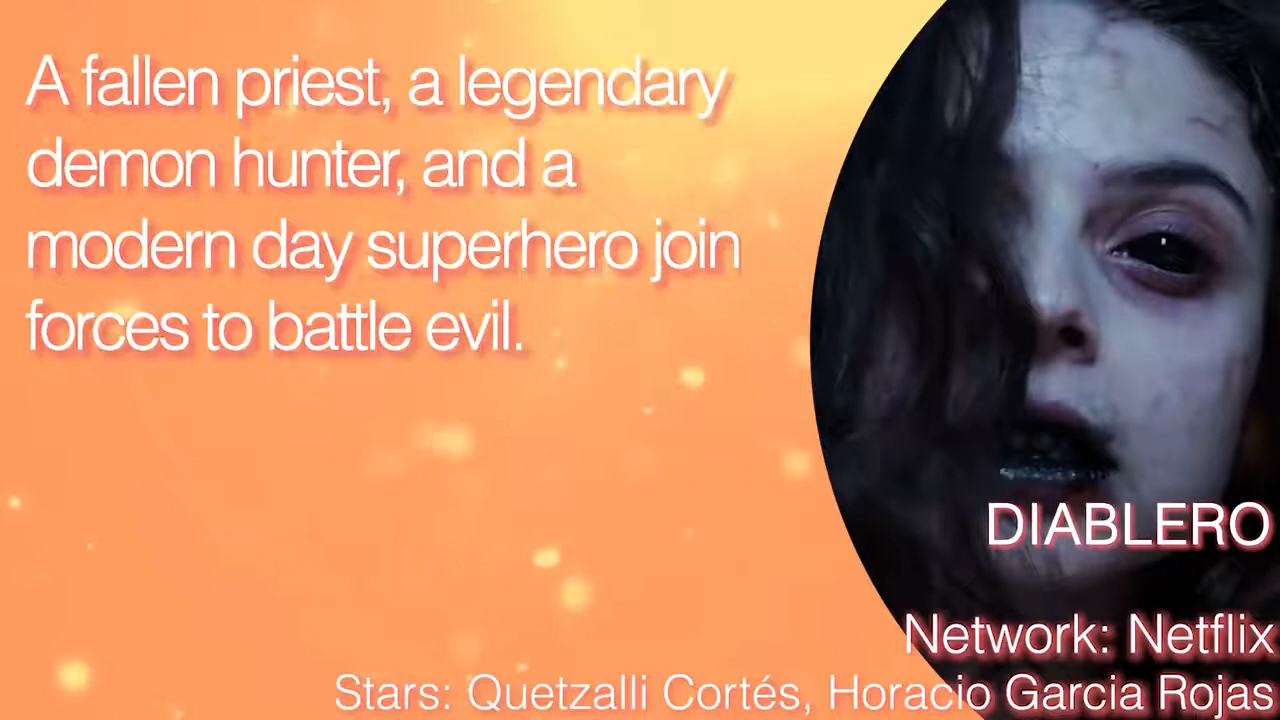 A fallen priest, a legendary
demon hunter, and a
modern day superhero join
forces to battle evil.
DIABLERO
Network: Netflix
Stars: Quetzalli Cortés, Horacio Garcia Rojas